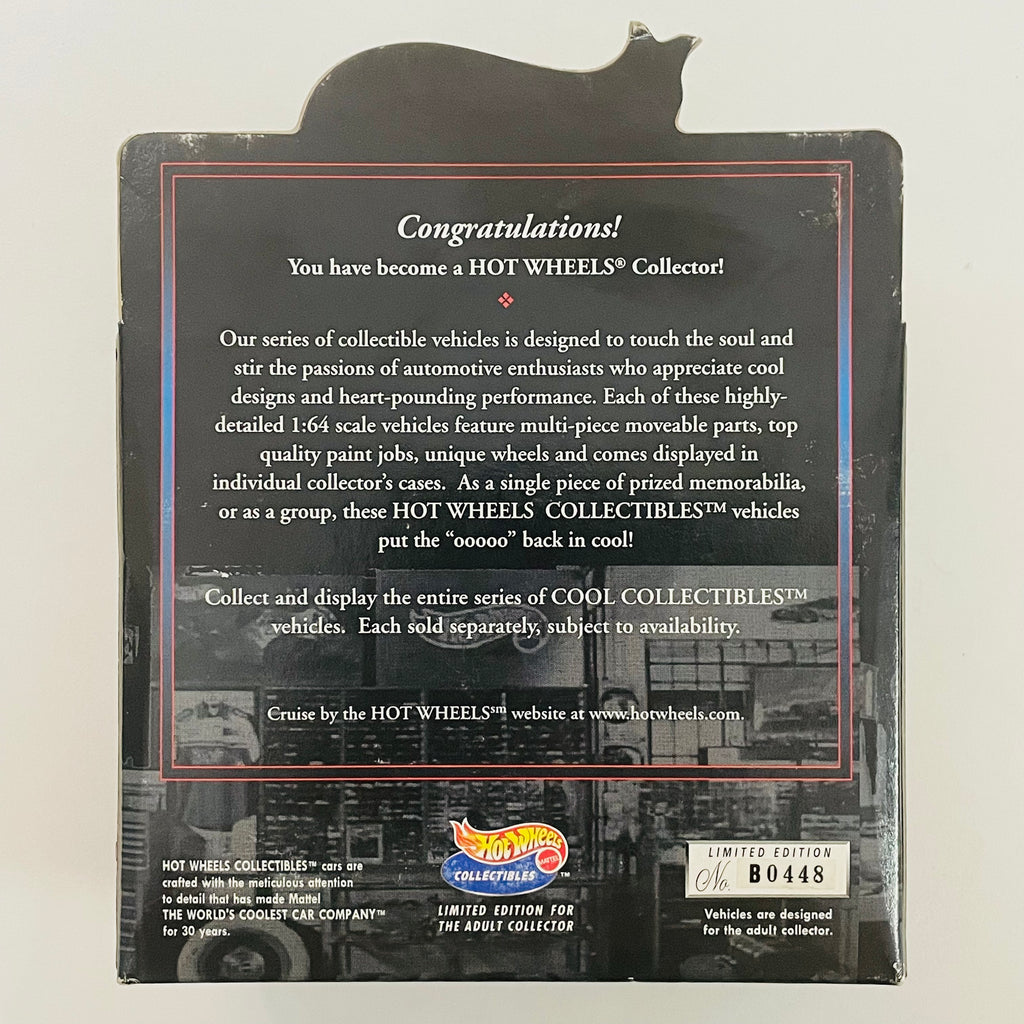 Congratulations!
You have become a HOT WHEELS® Collector!
Our series of collectible vehicles is designed to touch the soul and
stir the passions of automotive enthusiasts who appreciate cool
designs and heart-pounding performance. Each of these highly-
detailed 1:64 scale vehicles feature multi-piece moveable parts, top
quality paint jobs, unique wheels and comes displayed in
individual collector's cases. As a single piece of prized memorabilia,
or as a group, these HOT WHEELS COLLECTIBLES™ vehicles
put the “ooooo” back in cool!
Collect and display the entire series of COOL COLLECTIBLES™
vehicles. Each sold separately, subject to availability.
Cruise by the HOT WHEELS℠ website at www.hotwheels.com.
HOT WHEELS COLLECTIBLES™ cars are
crafted with the meticulous attention
to detail that has made Mattel
THE WORLD'S COOLEST CAR COMPANY™
for 30 years.
Hot Wheels
MATTEL
COLLECTIBLES™
LIMITED EDITION FOR
THE ADULT COLLECTOR
LIMITED EDITION
No. B0448
Vehicles are designed
for the adult collector.